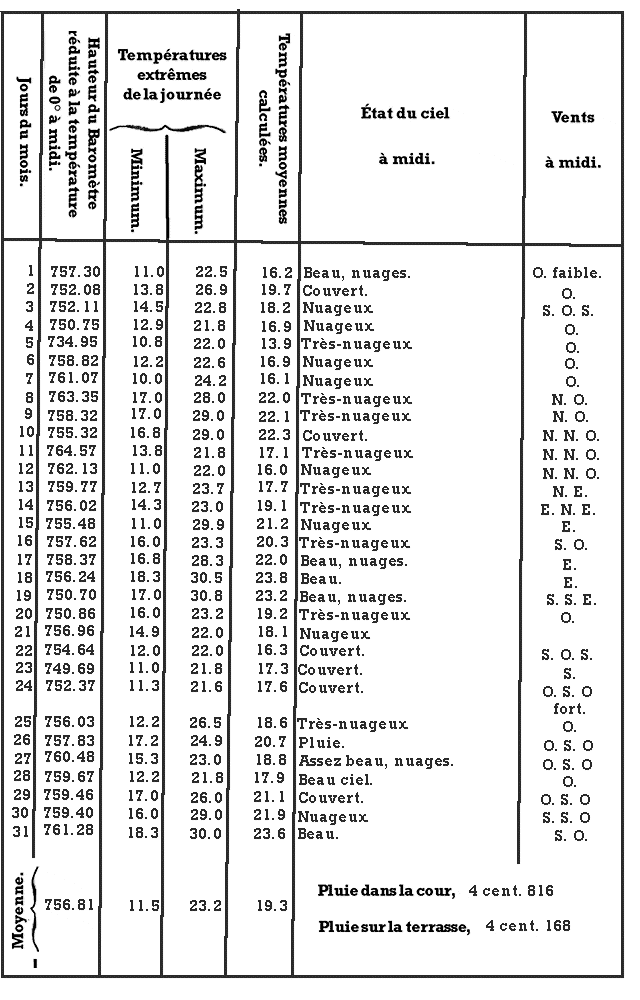 Jours du mois.
Hauteur du Baromètre réduite à la température de 0° à midi.
Températures extrêmes de la journée
Minimum.
Maximum.
Températures moyennes calculées.
État du ciel à midi.
Vents à midi.
1 757.30 11.0 22.5 16.2 Beau, nuages. O. faible.
2 752.08 13.8 26.9 19.7 Couvert. O.
3 752.11 14.5 22.8 18.2 Nuageux S. O. S.
4 750.75 12.9 21.8 16.9 Nuageux O.
5 734.95 10.8 22.0 13.9 Très-nuageux O.
6 758.82 12.2 22.6 16.9 Nuageux O.
7 761.07 10.0 24.2 16.1 Nuageux O.
8 763.35 17.0 28.0 22.0 Très-nuageux N. O.
9 758.32 17.0 29.0 22.1 Très-nuageux N. O.
10 755.32 16.8 29.0 22.3 Couvert. N. N. O.
11 764.57 13.8 21.8 17.1 Très-nuageux N. N. O.
12 762.13 11.0 22.0 16.0 Nuageux N. N. O.
13 759.77 12.7 23.7 17.7 Très-nuageux N. E.
14 756.02 14.3 23.0 19.1 Très-nuageux E. N. E.
15 755.48 11.0 29.9 21.2 Nuageux E.
16 757.62 16.0 23.3 20.3 Très-nuageux S. O.
17 758.37 16.8 28.3 22.0 Beau, nuages. E.
18 756.24 18.3 30.5 23.8 Beau. E.
19 750.70 17.0 30.8 23.2 Beau, nuages. S. S. E.
20 750.86 16.0 23.2 19.2 Très-nuageux O.
21 756.96 14.9 22.0 18.1 Nuageux
22 754.64 12.0 22.0 16.3 Couvert. S. O. S.
23 749.69 11.0 21.8 17.3 Couvert. S.
24 752.37 11.3 21.6 17.6 Couvert. O. S. O
fort.
25 756.03 12.2 26.5 18.6 Très-nuageux O.
26 757.83 17.2 24.9 20.7 Pluie. O. S. O
27 760.48 15.3 23.0 18.8 Assez beau, nuages. O. S. O
28 759.67 12.2 21.8 17.9 Beau ciel. O.
29 759.46 17.0 26.0 21.1 Couvert. O. S. O
30 759.40 16.0 29.0 21.9 Nuageux S. S. O
31 761.28 18.3 30.0 23.6 Beau. S. O.
Moyenne. 756.81 11.5 23.2 19.3
Pluie dans la cour, 4 cent. 816
Pluie sur la terrasse, 4 cent. 168